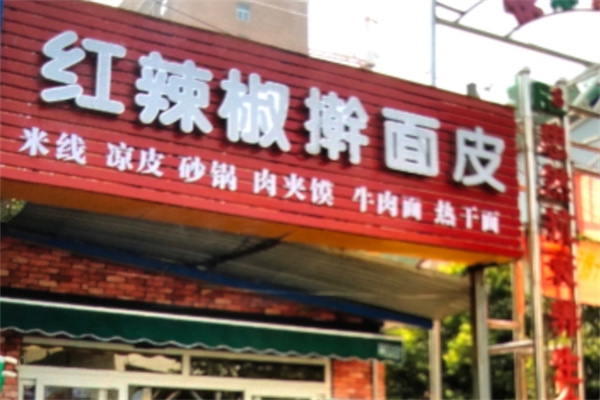 红辣椒擀面皮
米线 凉皮 砂锅 肉夹馍 牛肉面 热干面